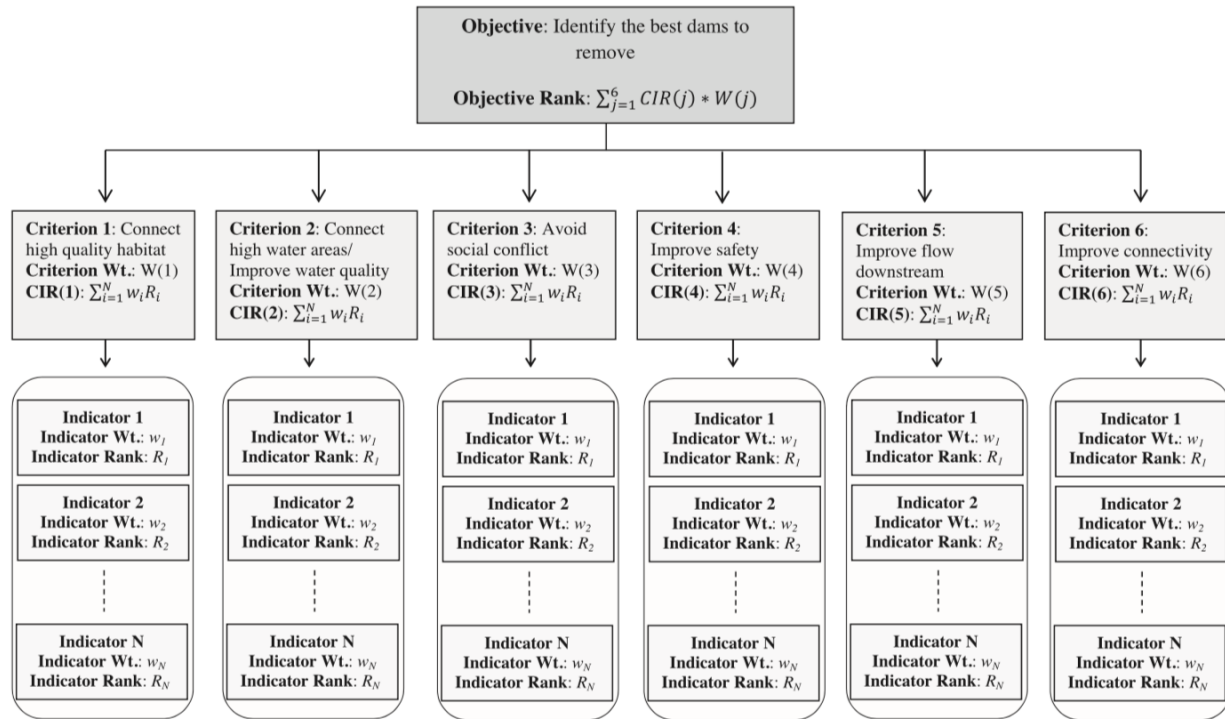 Objective: Identify the best dams to
remove
Objective Rank: ∑_{j=1}^{6} CIR(j) * W(j)
Criterion 1: Connect
high quality habitat
Criterion Wt.: W(1)
CIR(1): ∑_{i=1}^{N} w_i R_i
Criterion 2: Connect
high water areas/
Improve water quality
Criterion Wt.: W(2)
CIR(2): ∑_{i=1}^{N} w_i R_i
Criterion 3: Avoid
social conflict
Criterion Wt.: W(3)
CIR(3): ∑_{i=1}^{N} w_i R_i
Criterion 4:
Improve safety
Criterion Wt.: W(4)
CIR(4): ∑_{i=1}^{N} w_i R_i
Criterion 5:
Improve flow
downstream
Criterion Wt.: W(5)
CIR(5): ∑_{i=1}^{N} w_i R_i
Criterion 6:
Improve connectivity
Criterion Wt.: W(6)
CIR(6): ∑_{i=1}^{N} w_i R_i
Indicator 1
Indicator Wt.: w_1
Indicator Rank: R_1
Indicator 2
Indicator Wt.: w_2
Indicator Rank: R_2
Indicator N
Indicator Wt.: w_N
Indicator Rank: R_N
Indicator 1
Indicator Wt.: w_1
Indicator Rank: R_1
Indicator 2
Indicator Wt.: w_2
Indicator Rank: R_2
Indicator N
Indicator Wt.: w_N
Indicator Rank: R_N
Indicator 1
Indicator Wt.: w_1
Indicator Rank: R_1
Indicator 2
Indicator Wt.: w_2
Indicator Rank: R_2
Indicator N
Indicator Wt.: w_N
Indicator Rank: R_N
Indicator 1
Indicator Wt.: w_1
Indicator Rank: R_1
Indicator 2
Indicator Wt.: w_2
Indicator Rank: R_2
Indicator N
Indicator Wt.: w_N
Indicator Rank: R_N
Indicator 1
Indicator Wt.: w_1
Indicator Rank: R_1
Indicator 2
Indicator Wt.: w_2
Indicator Rank: R_2
Indicator N
Indicator Wt.: w_N
Indicator Rank: R_N
Indicator 1
Indicator Wt.: w_1
Indicator Rank: R_1
Indicator 2
Indicator Wt.: w_2
Indicator Rank: R_2
Indicator N
Indicator Wt.: w_N
Indicator Rank: R_N